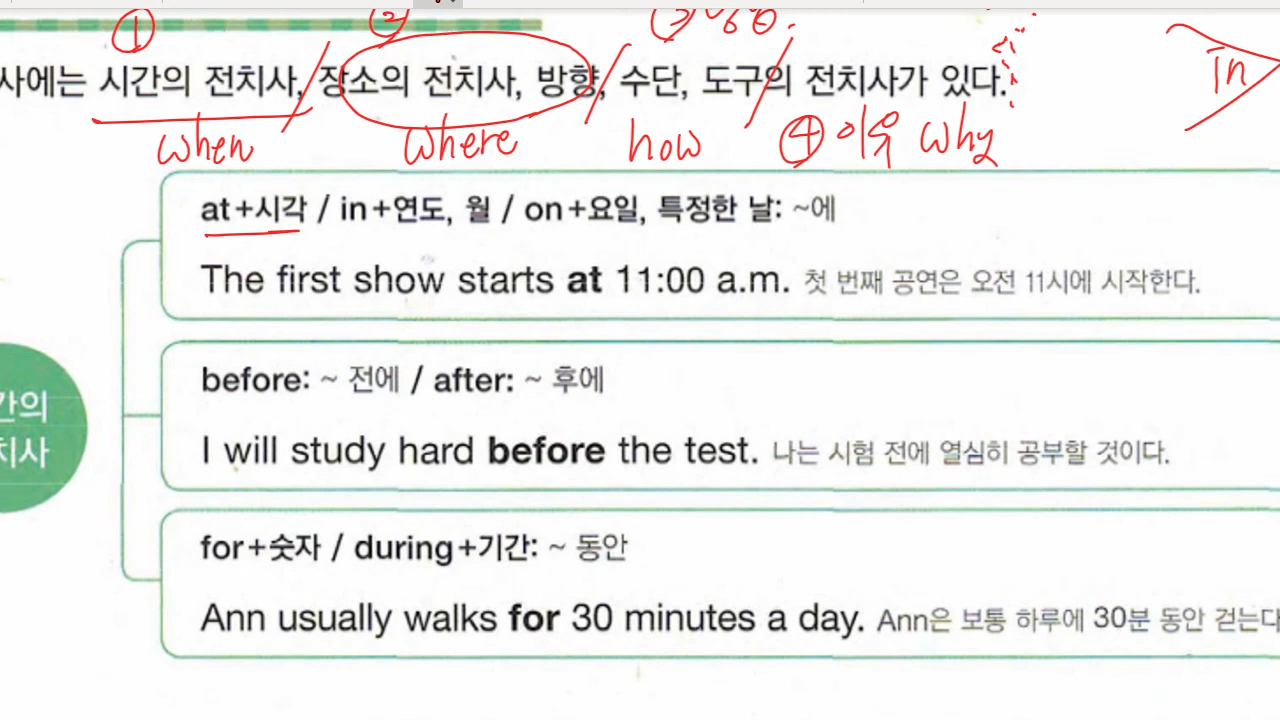 ① ②
사에는 시간의 전치사, 장소의 전치사, 방향, 수단, 도구의 전치사가 있다.
In
when where how ④ 이유 why
at+시각 / in+연도, 월 / on+요일, 특정한 날: ~에
The first show starts at 11:00 a.m. 첫 번째 공연은 오전 11시에 시작한다.
before: ~ 전에 / after: ~ 후에
I will study hard before the test. 나는 시험 전에 열심히 공부할 것이다.
간의
치사
for+숫자 / during+기간: ~ 동안
Ann usually walks for 30 minutes a day. Ann은 보통 하루에 30분 동안 걷는다